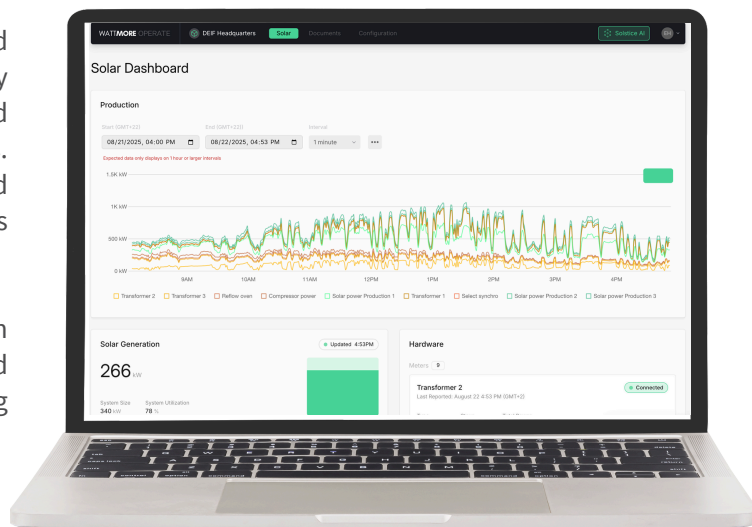 d
y
d
.
d
s
n
d
g
WATTMORE OPERATE DEIF Headquarters Solar Documents Configuration Solstice AI EH
Solar Dashboard
Production
Start (GMT+22) End (GMT+22) Interval
08/21/2025, 04:00 PM 08/22/2025, 04:53 PM 1 minute
Expected data only displays on 1 hour or larger intervals
1.5K kW
1K kW
500 kW
0 kW
9AM 10AM 11AM 12PM 1PM 2PM 3PM 4PM
Transformer 2 Transformer 3 Reflow oven Compressor power Solar power Production 1 Transformer 1 Select synchro Solar power Production 2 Solar power Production 3
Solar Generation Updated 4:53PM Hardware
266 kW
Meters 9
Transformer 2 Connected
Last Reported: August 22 4:53 PM (GMT+2)
System Size System Utilization
340 kW 78 %